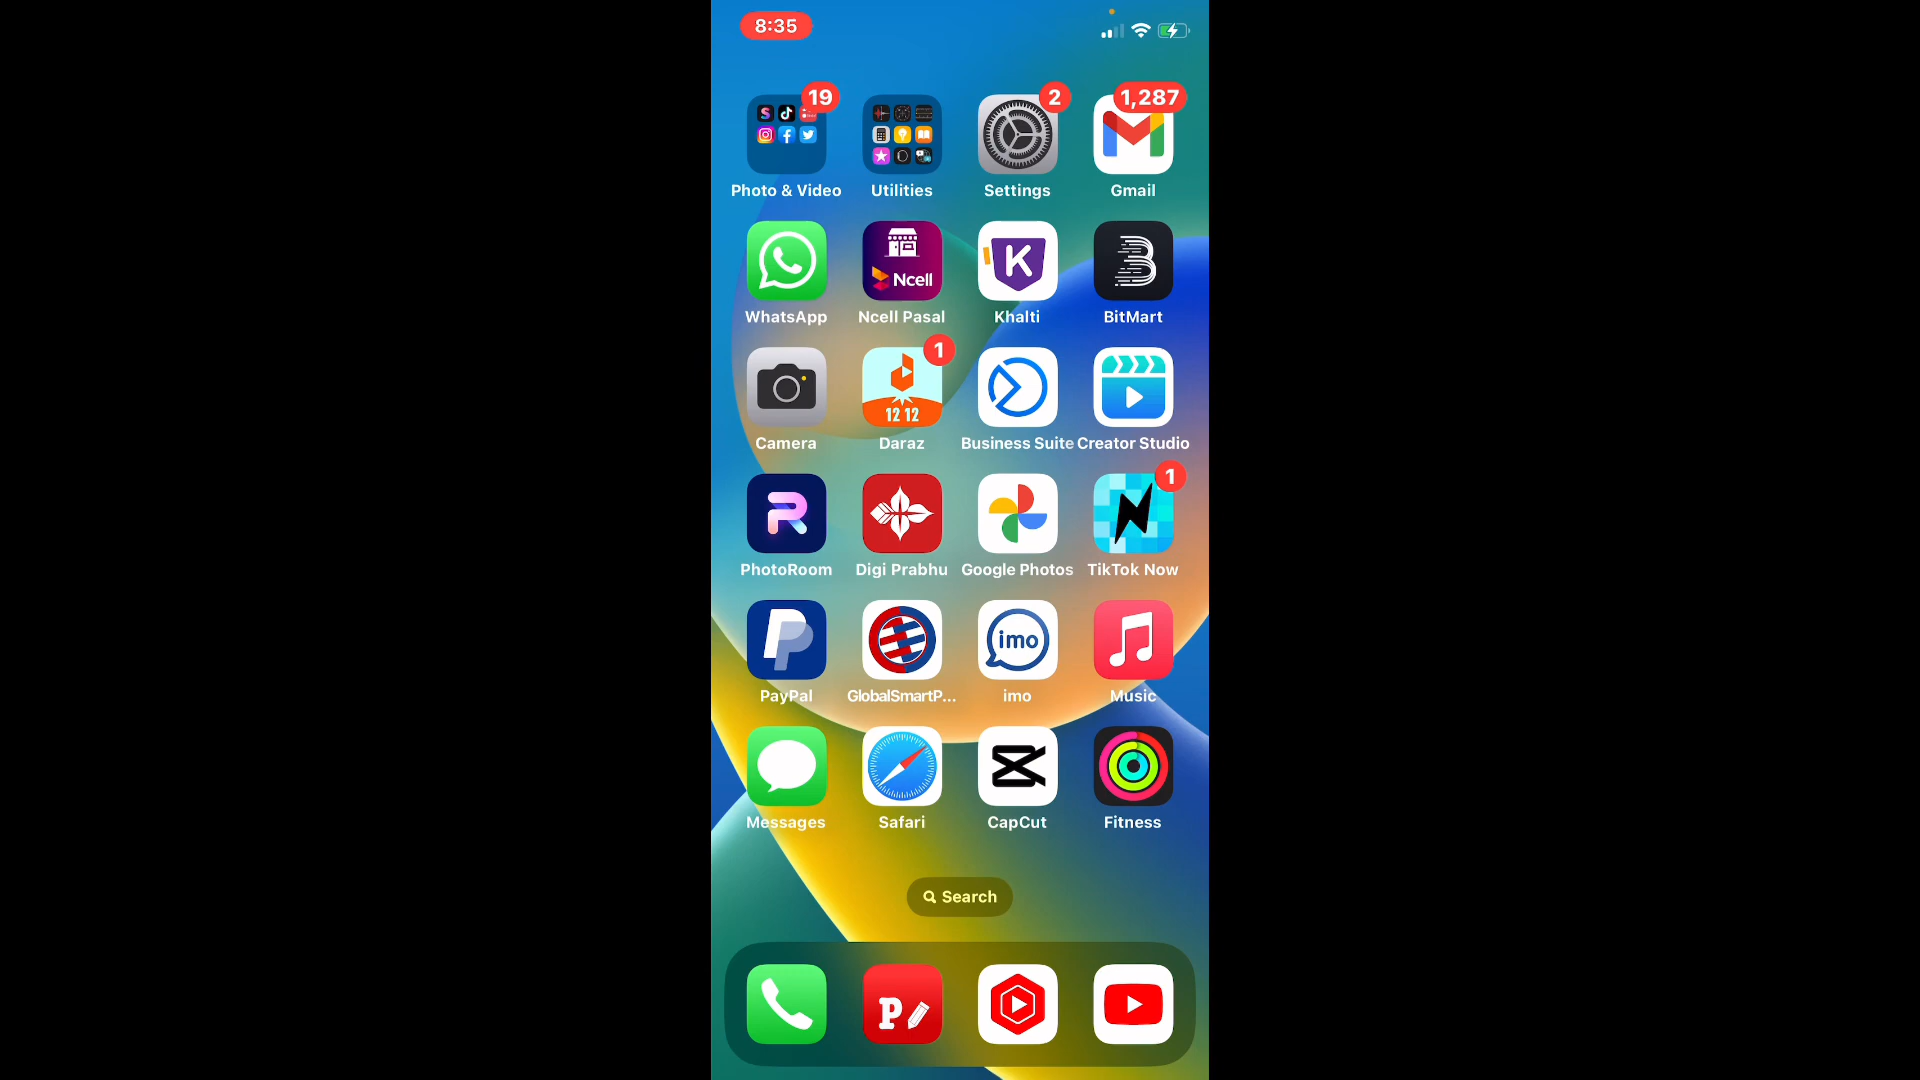 8:35
19
2
1,287
Photo & Video
Utilities
Settings
Gmail
Ncell
K
B
WhatsApp
Ncell Pasal
Khalti
BitMart
1
12 12
Camera
Daraz
Business Suite
Creator Studio
1
R
N
PhotoRoom
Digi Prabhu
Google Photos
TikTok Now
P
imo
PayPal
GlobalSmartP...
imo
Music
Messages
Safari
CapCut
Fitness
Search
P